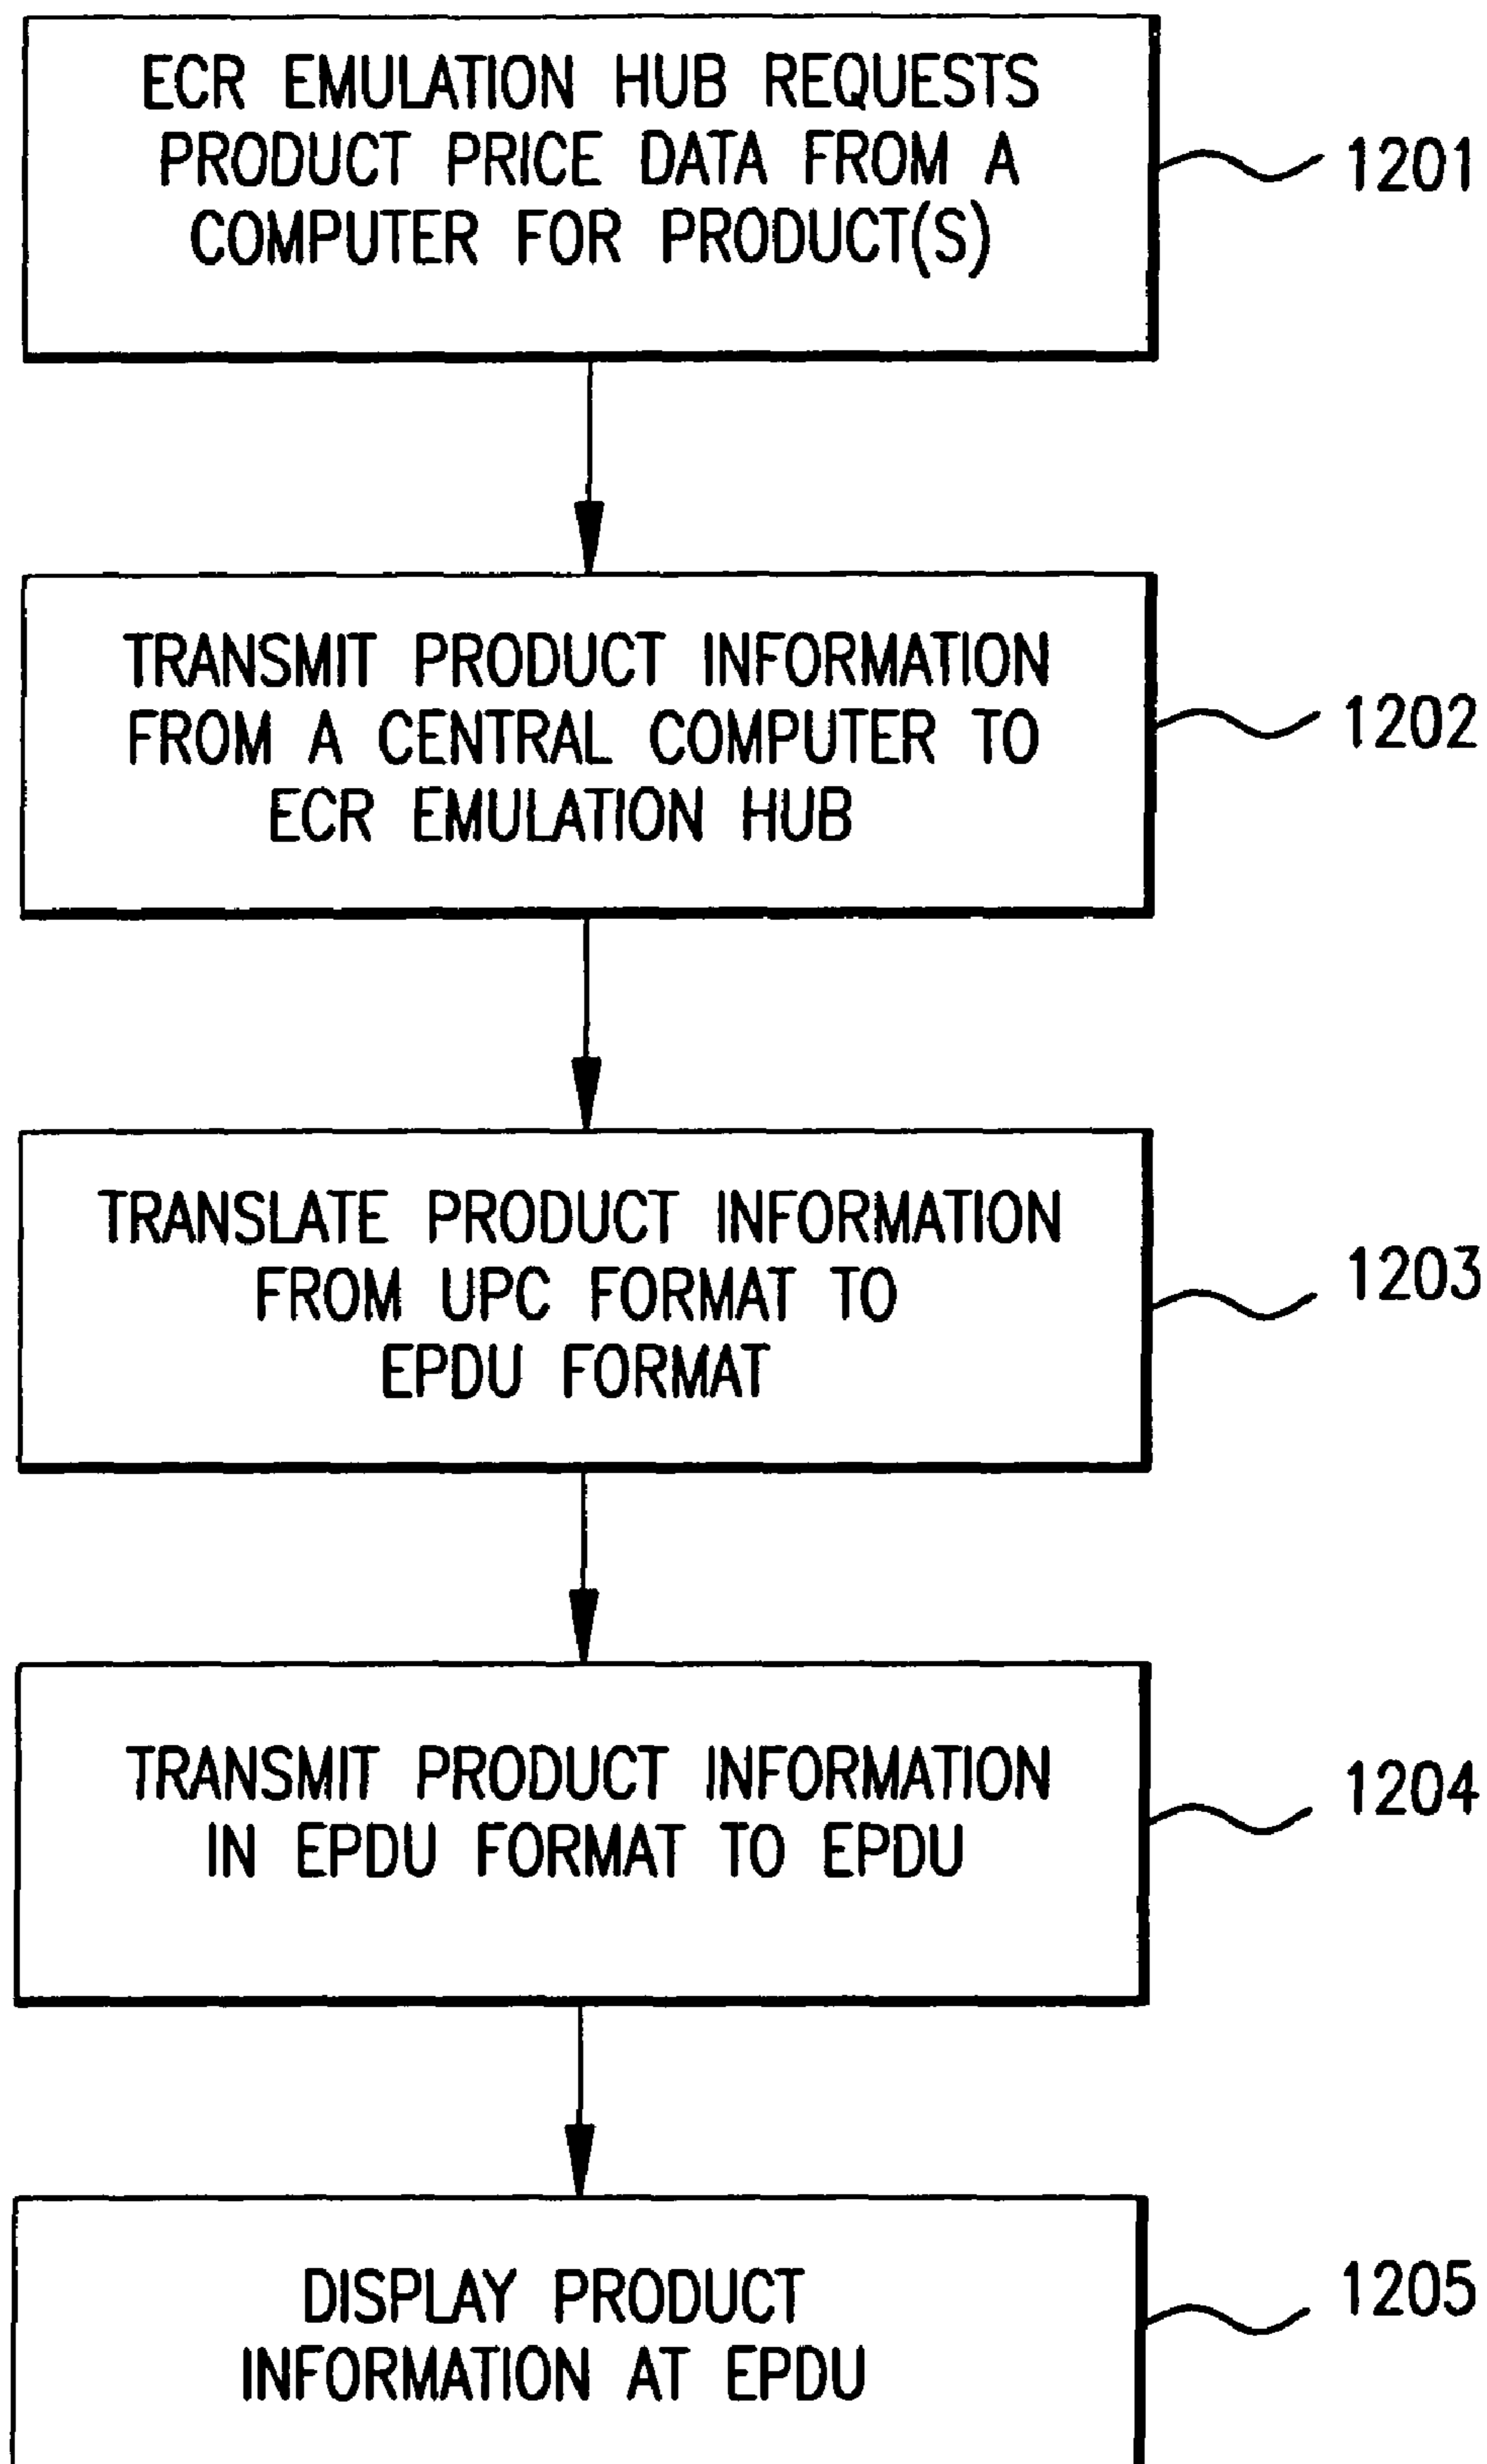 ECR EMULATION HUB REQUESTS
PRODUCT PRICE DATA FROM A
COMPUTER FOR PRODUCT(S)
1201
TRANSMIT PRODUCT INFORMATION
FROM A CENTRAL COMPUTER TO
ECR EMULATION HUB
1202
TRANSLATE PRODUCT INFORMATION
FROM UPC FORMAT TO
EPDU FORMAT
1203
TRANSMIT PRODUCT INFORMATION
IN EPDU FORMAT TO EPDU
1204
DISPLAY PRODUCT
INFORMATION AT EPDU
1205